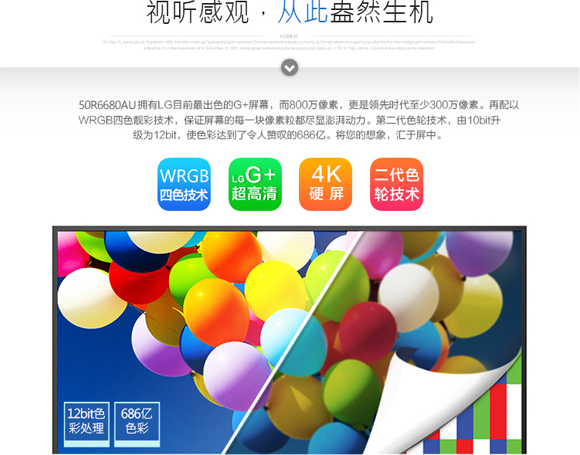 视听感观，从此盎然生机
KONKA
50R6680AU拥有LG目前最出色的G+屏幕，而800万像素，更是领先时代至少300万像素。再配以
WRGB四色靓彩技术，保证屏幕的每一块像素粒都尽显澎湃动力。第二代色轮技术，由10bit升
级为12bit，使色彩达到了令人赞叹的686亿。将您的想象，汇于屏中。
WRGB
四色技术
LG G+
超高清
4K
硬屏
二代色
轮技术
12bit色
彩处理
686亿
色彩